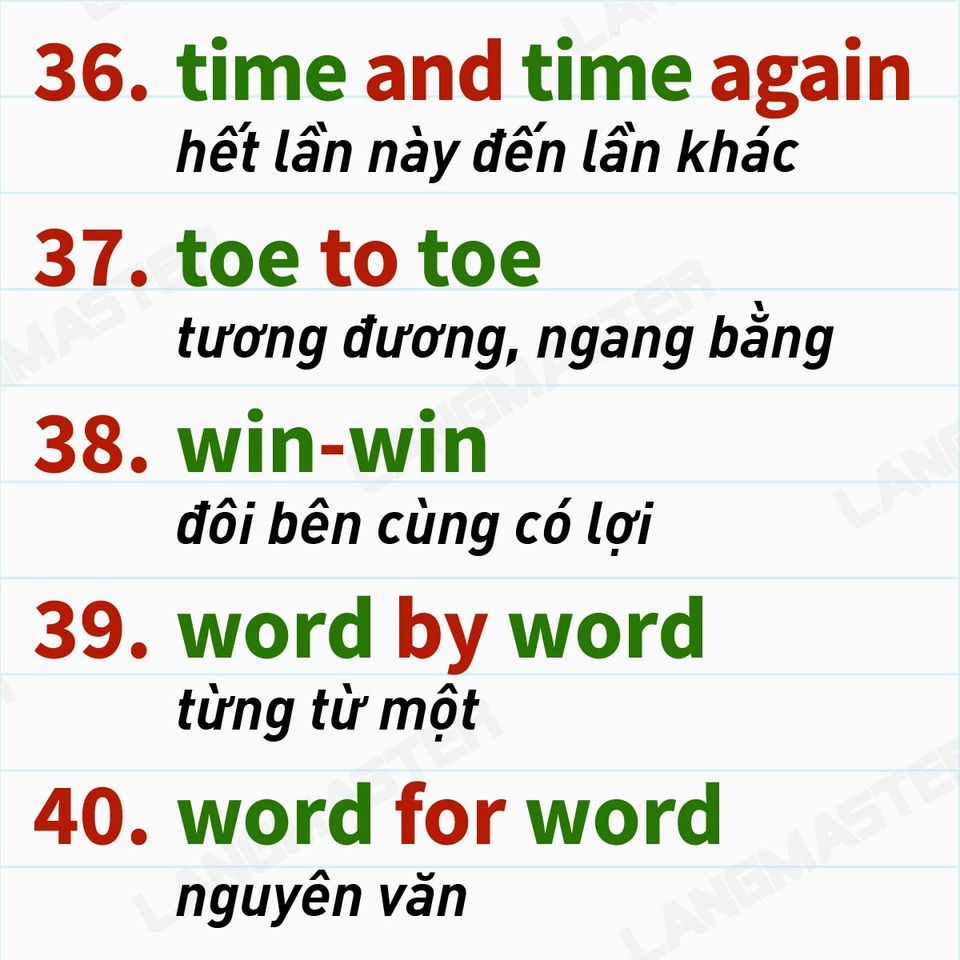 36. time and time again
hết lần này đến lần khác
37. toe to toe
tương đương, ngang bằng
38. win-win
đôi bên cùng có lợi
39. word by word
từng từ một
40. word for word
nguyên văn
LANGMASTER
LANGMASTER
LANGMASTER
LANGMASTER